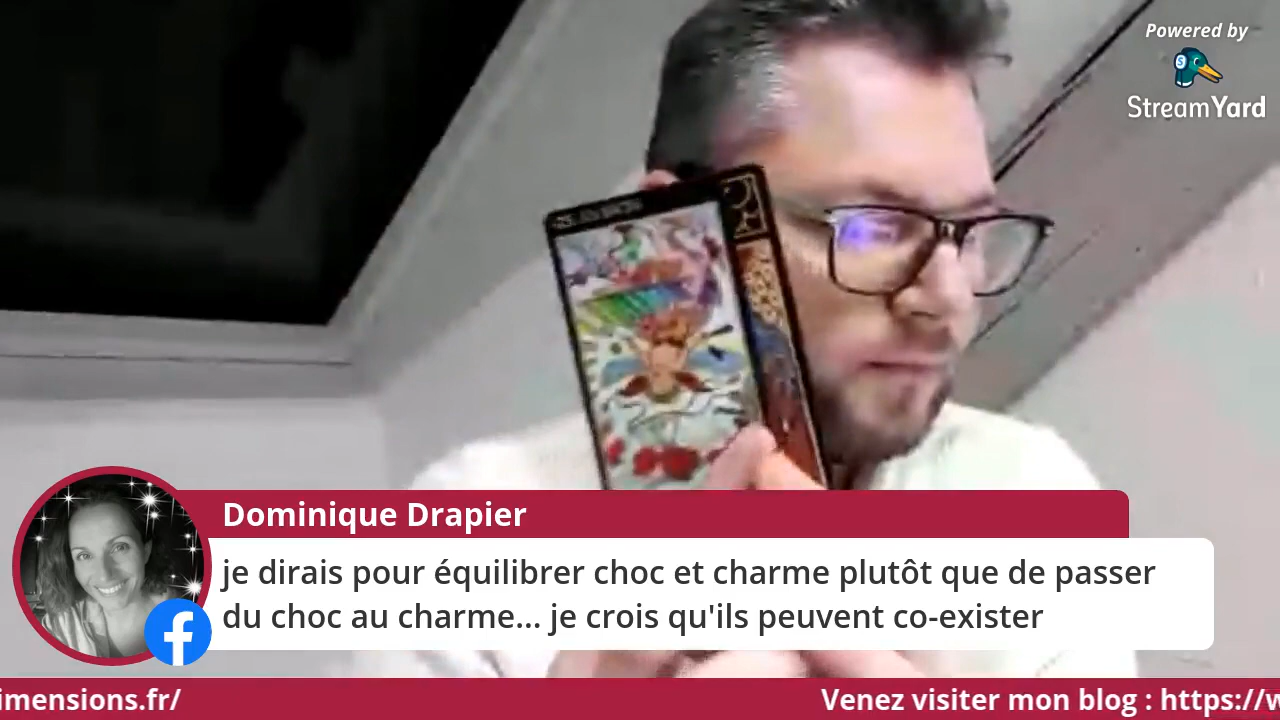 Powered by
StreamYard
Dominique Drapier
je dirais pour équilibrer choc et charme plutôt que de passer
du choc au charme... je crois qu'ils peuvent co-exister
imensions.fr/ Venez visiter mon blog : https://w